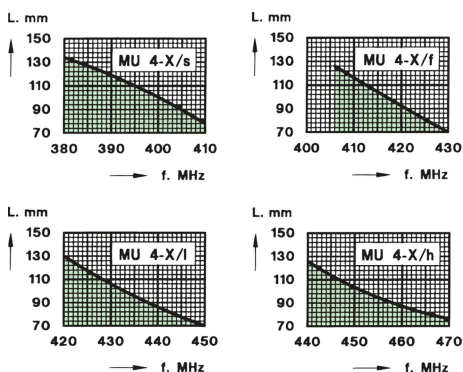 L. mm
150
130
110
90
70
MU 4-X/s
380 390 400 410
f. MHz
L. mm
150
130
110
90
70
MU 4-X/f
400 410 420 430
f. MHz
L. mm
150
130
110
90
70
MU 4-X/l
420 430 440 450
f. MHz
L. mm
150
130
110
90
70
MU 4-X/h
440 450 460 470
f. MHz